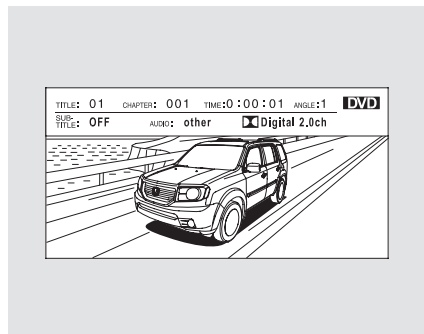 TITLE: 01 CHAPTER: 001 TIME:0:00:01 ANGLE:1 DVD
SUB-TITLE: OFF AUDIO: other Digital 2.0ch